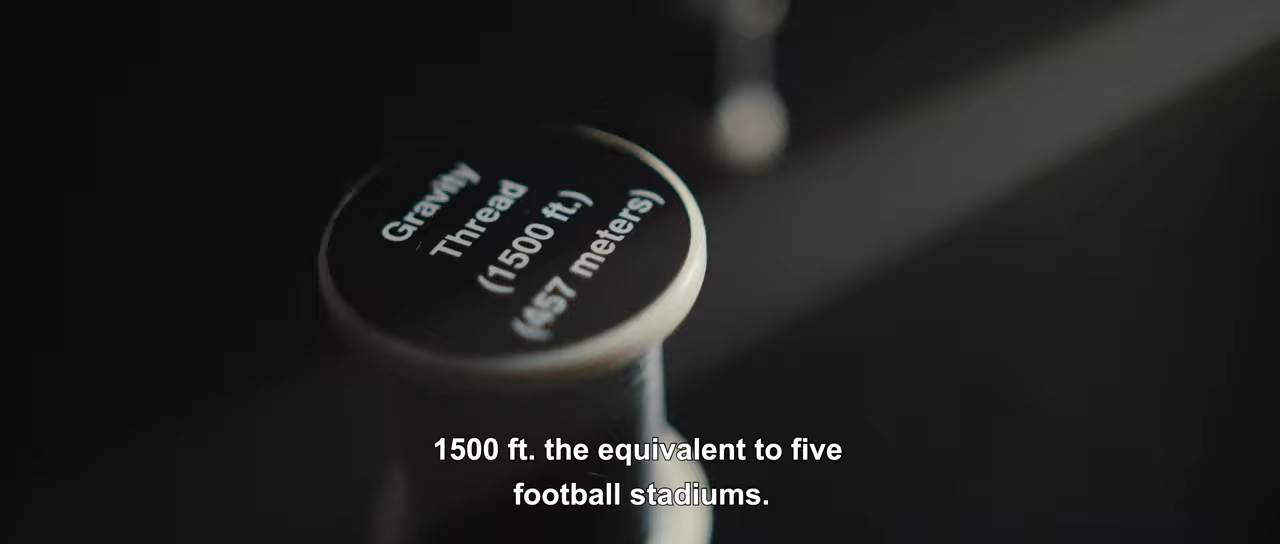 Gravity
Thread
(1500 ft.)
(457 meters)
1500 ft. the equivalent to five
football stadiums.